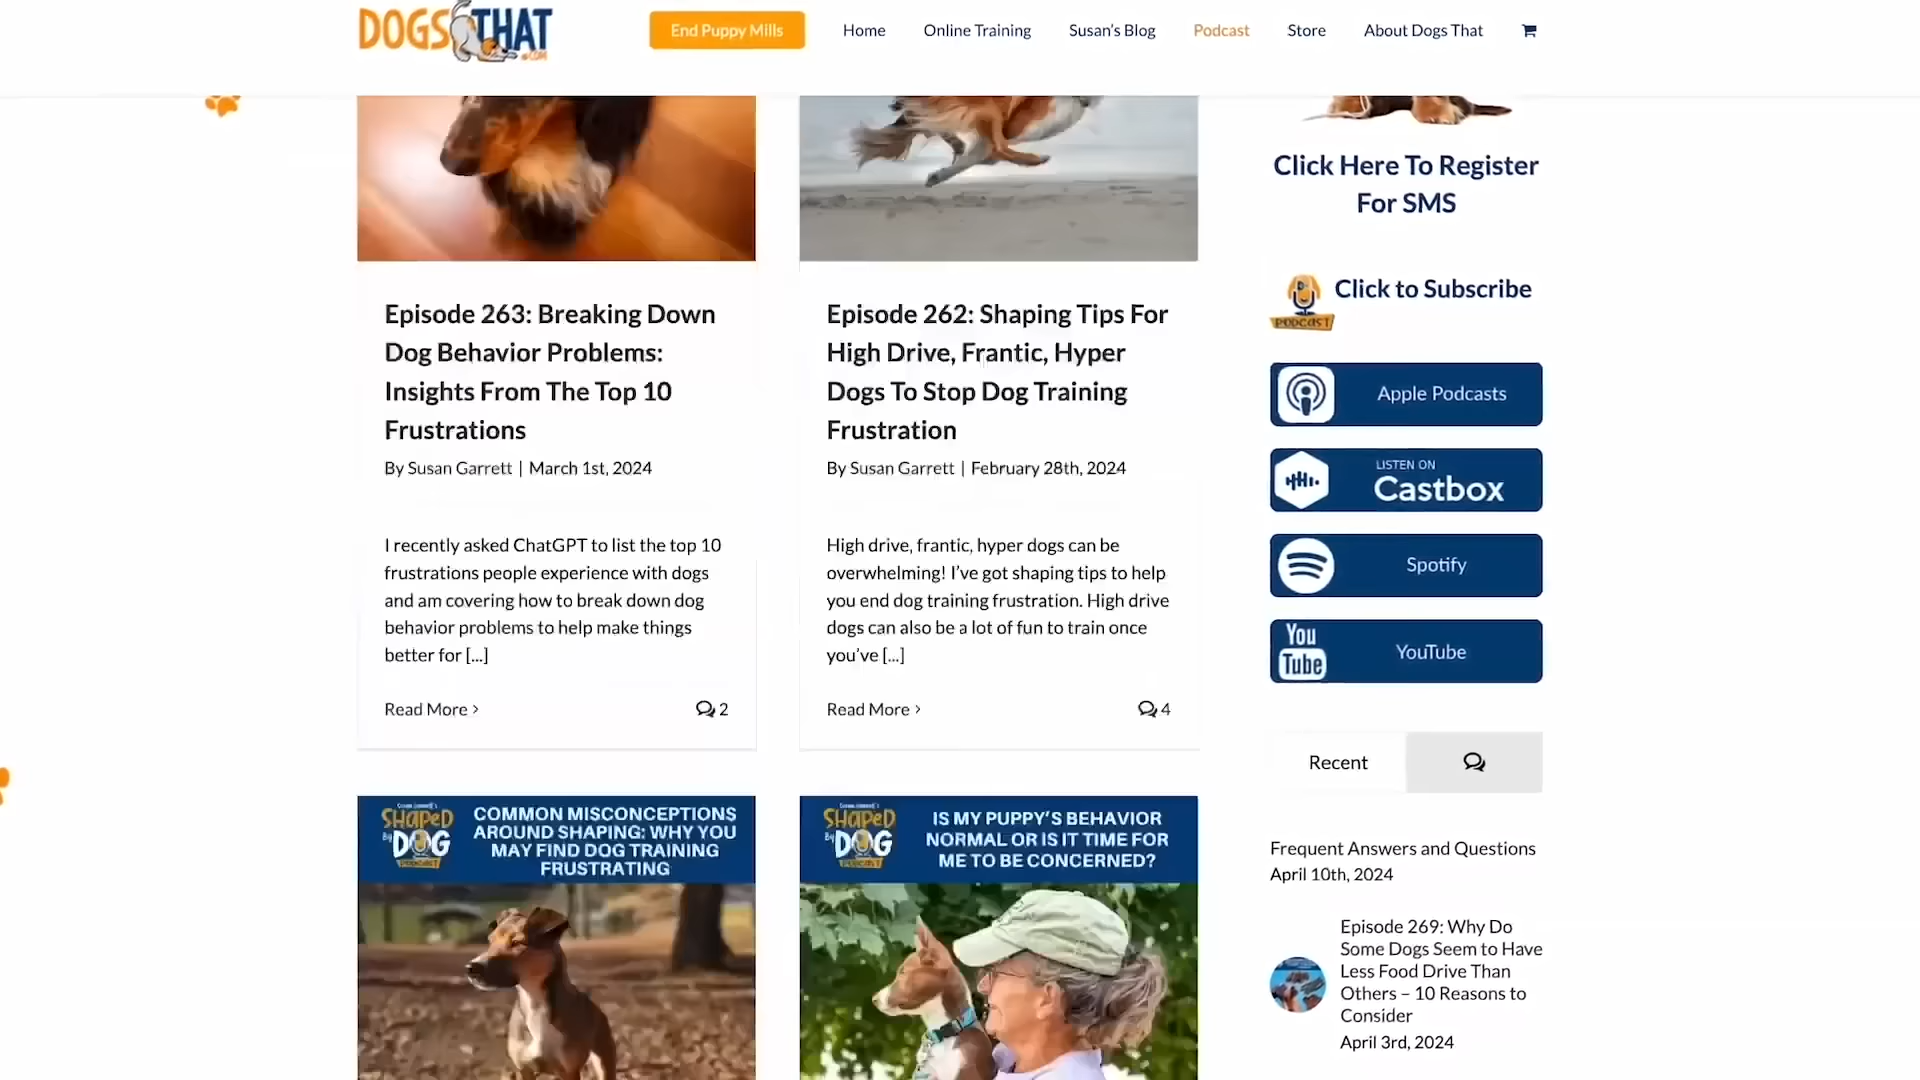 DOGS THAT
.COM
End Puppy Mills
Home
Online Training
Susan's Blog
Podcast
Store
About Dogs That
Episode 263: Breaking Down
Dog Behavior Problems:
Insights From The Top 10
Frustrations
By Susan Garrett | March 1st, 2024
I recently asked ChatGPT to list the top 10
frustrations people experience with dogs
and am covering how to break down dog
behavior problems to help make things
better for [...]
Read More >
2
Episode 262: Shaping Tips For
High Drive, Frantic, Hyper
Dogs To Stop Dog Training
Frustration
By Susan Garrett | February 28th, 2024
High drive, frantic, hyper dogs can be
overwhelming! I've got shaping tips to help
you end dog training frustration. High drive
dogs can also be a lot of fun to train once
you've [...]
Read More >
4
SUSAN GARRETT'S
SHAPED
By DOG
PODCAST
COMMON MISCONCEPTIONS
AROUND SHAPING: WHY YOU
MAY FIND DOG TRAINING
FRUSTRATING
SUSAN GARRETT'S
SHAPED
By DOG
PODCAST
IS MY PUPPY'S BEHAVIOR
NORMAL OR IS IT TIME FOR
ME TO BE CONCERNED?
Click Here To Register
For SMS
PODCAST
Click to Subscribe
Apple Podcasts
LISTEN ON
Castbox
Spotify
You
Tube
YouTube
Recent
Frequent Answers and Questions
April 10th, 2024
Episode 269: Why Do
Some Dogs Seem to Have
Less Food Drive Than
Others – 10 Reasons to
Consider
April 3rd, 2024